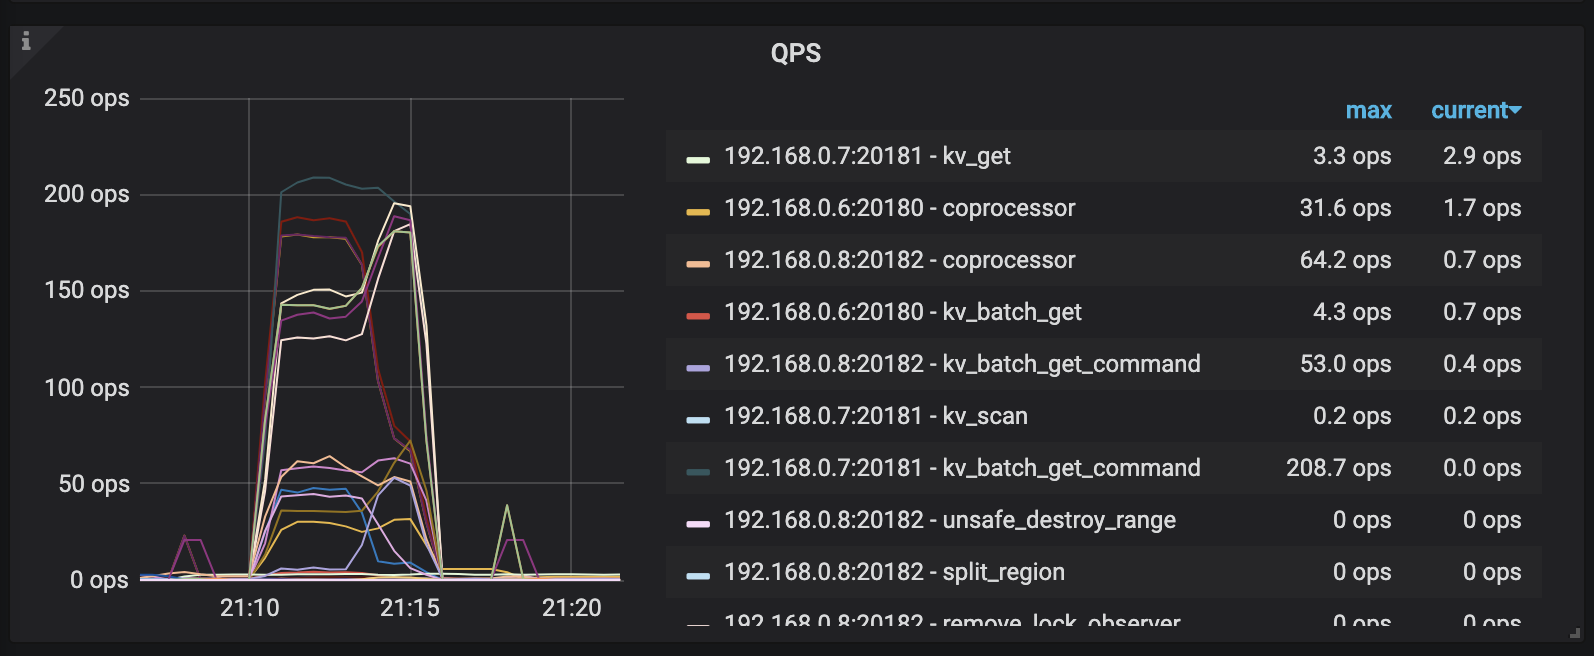 QPS
250 ops
200 ops
150 ops
100 ops
50 ops
0 ops
21:10 21:15 21:20
max current
192.168.0.7:20181 - kv_get 3.3 ops 2.9 ops
192.168.0.6:20180 - coprocessor 31.6 ops 1.7 ops
192.168.0.8:20182 - coprocessor 64.2 ops 0.7 ops
192.168.0.6:20180 - kv_batch_get 4.3 ops 0.7 ops
192.168.0.8:20182 - kv_batch_get_command 53.0 ops 0.4 ops
192.168.0.7:20181 - kv_scan 0.2 ops 0.2 ops
192.168.0.7:20181 - kv_batch_get_command 208.7 ops 0.0 ops
192.168.0.8:20182 - unsafe_destroy_range 0 ops 0 ops
192.168.0.8:20182 - split_region 0 ops 0 ops
192.168.0.8:20182 - remove_lock_observer 0 ops 0 ops